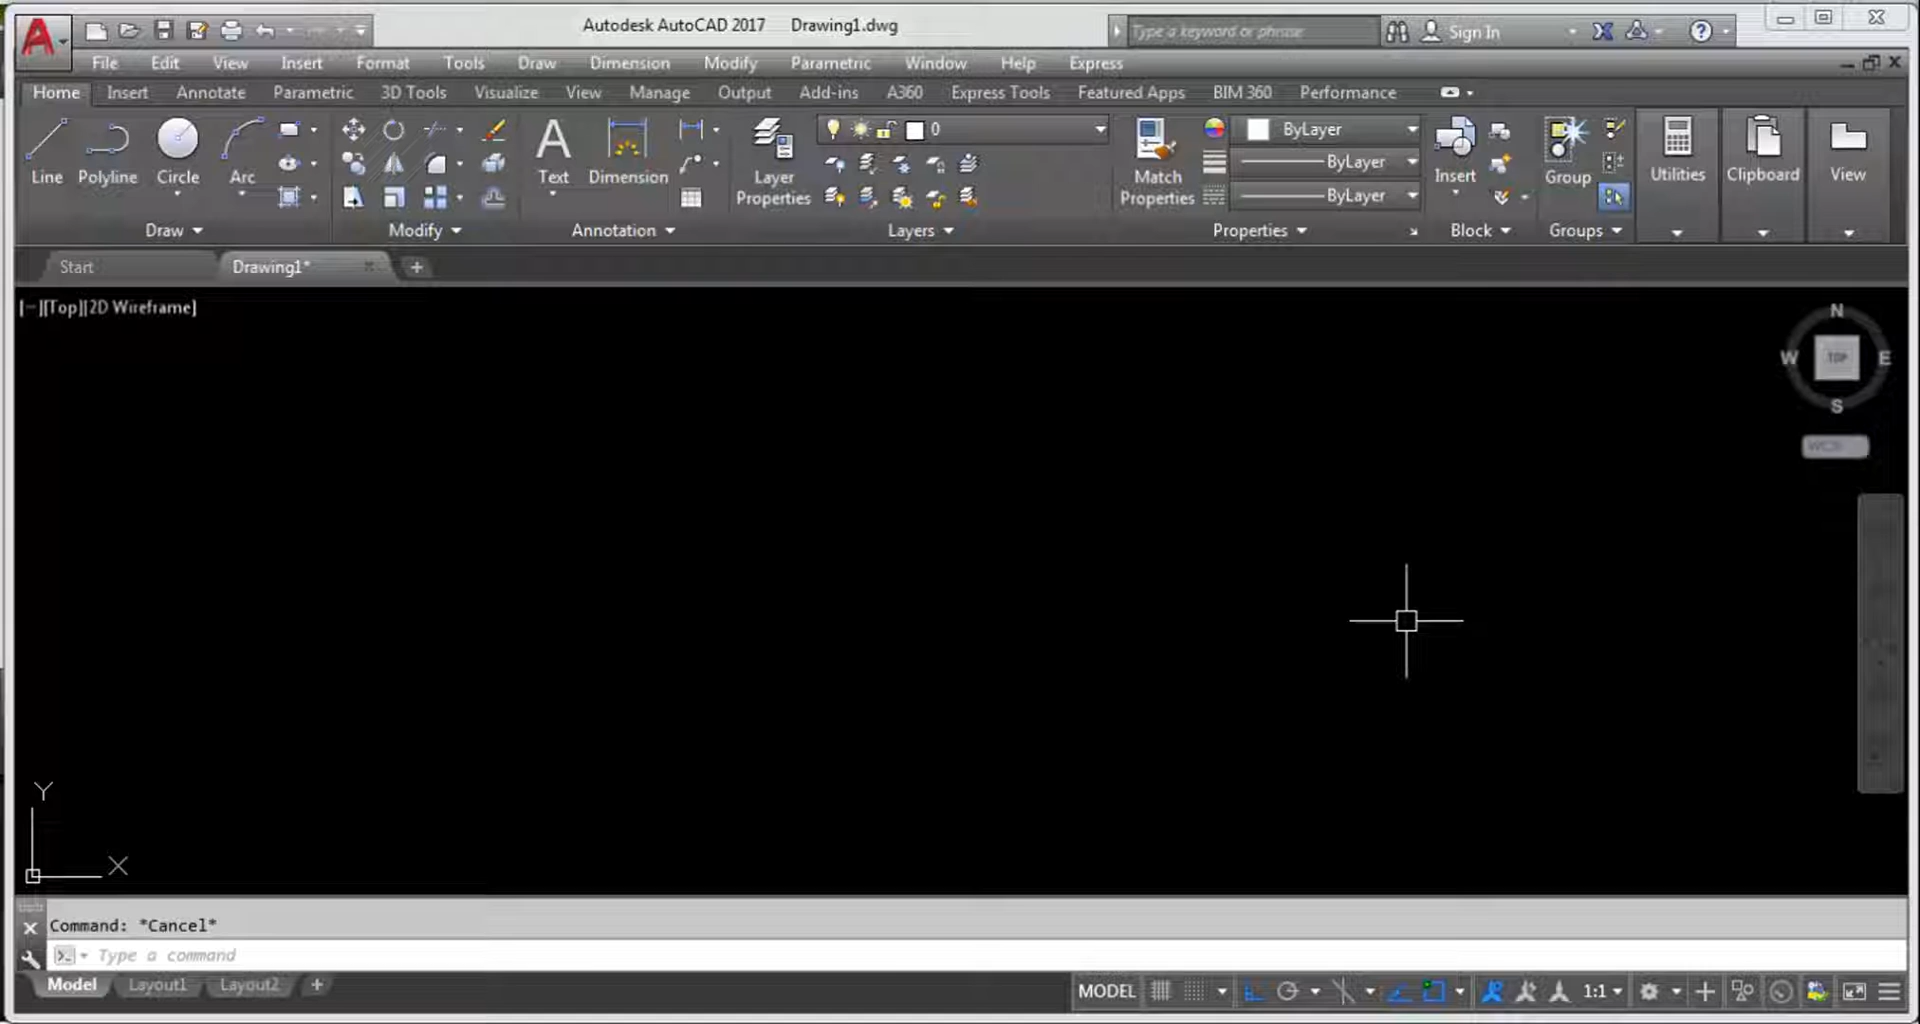 Autodesk AutoCAD 2017 Drawing1.dwg
Type a keyword or phrase
Sign In
File Edit View Insert Format Tools Draw Dimension Modify Parametric Window Help Express
Home Insert Annotate Parametric 3D Tools Visualize View Manage Output Add-ins A360 Express Tools Featured Apps BIM 360 Performance
0
ByLayer
ByLayer
ByLayer
Line Polyline Circle Arc
Text Dimension
Layer
Properties
Match
Properties
Insert
Group
Utilities
Clipboard
View
Draw Modify Annotation Layers Properties Block Groups
Start Drawing1*
[−][Top][2D Wireframe]
N
W TOP E
S
WCS
Y
X
Command: *Cancel*
Type a command
Model Layout1 Layout2
MODEL 1:1